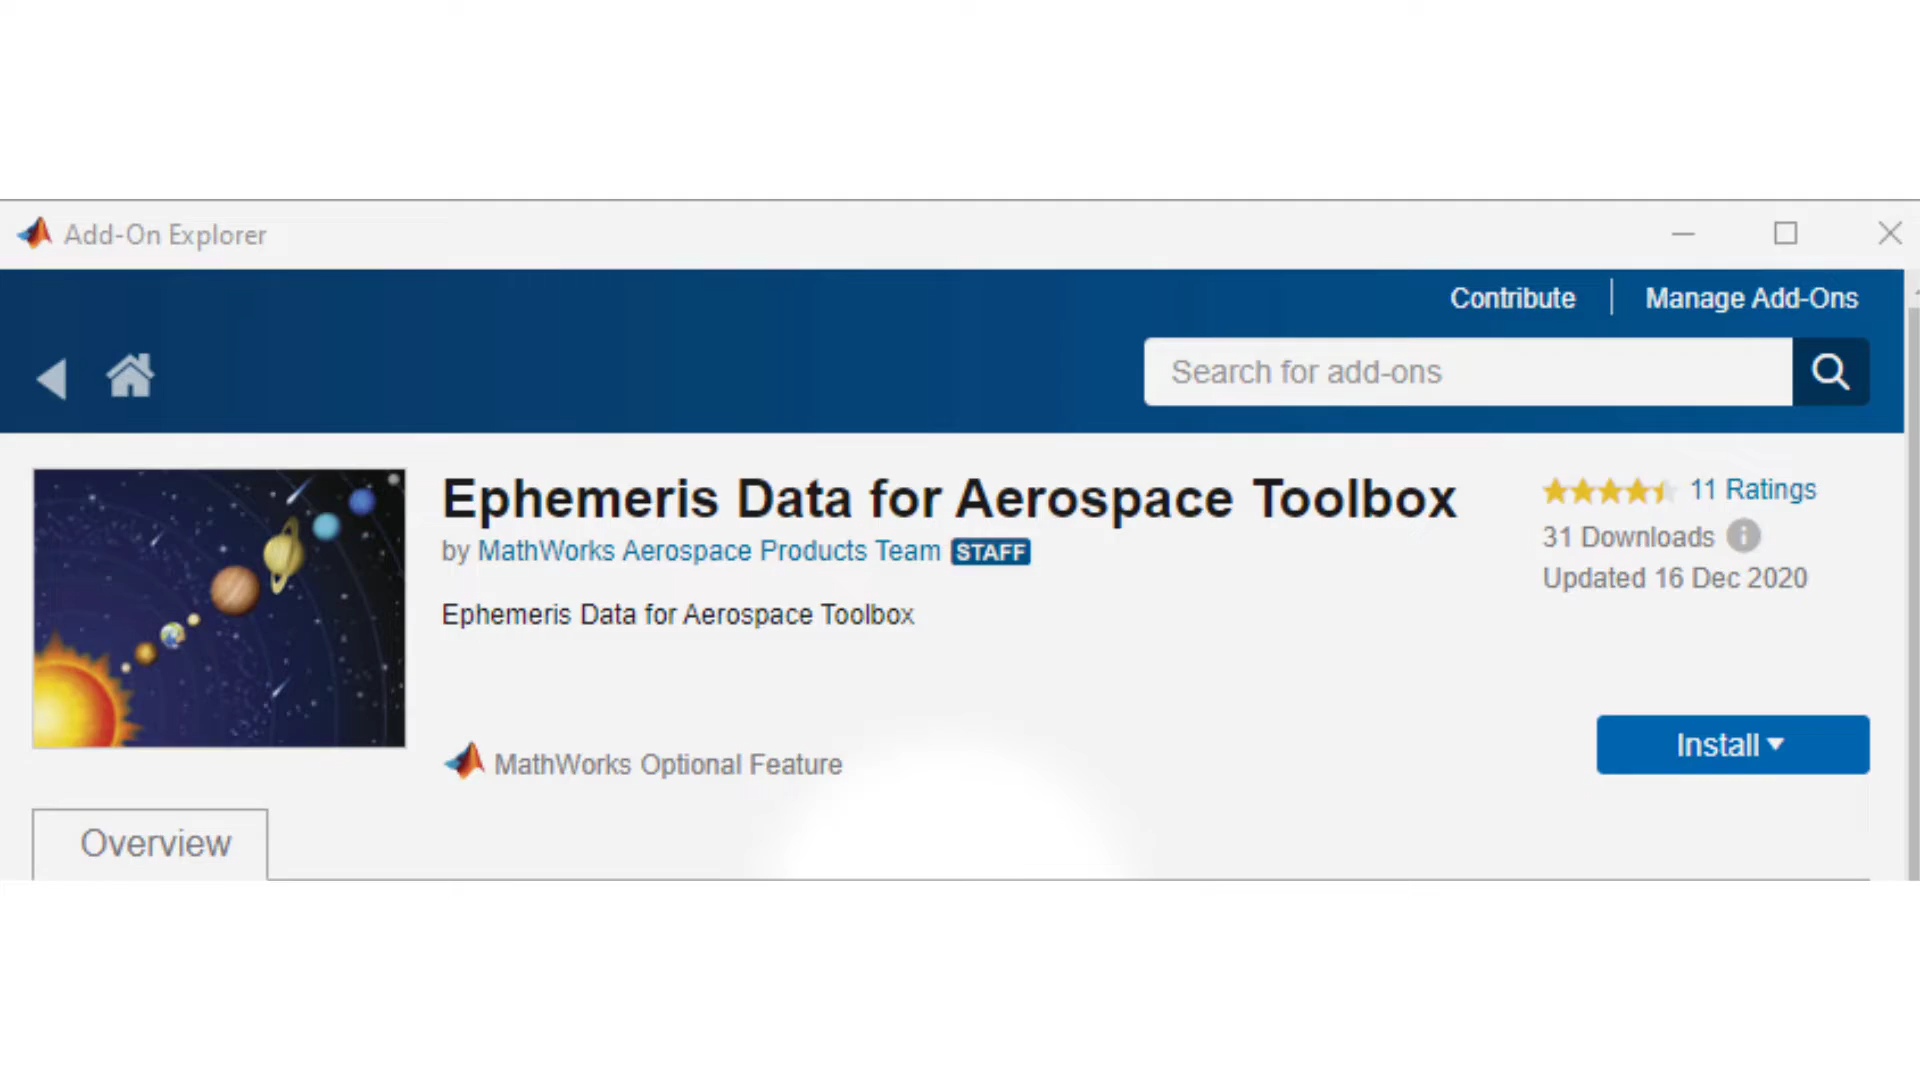 Add-On Explorer
Contribute
Manage Add-Ons
Search for add-ons
Ephemeris Data for Aerospace Toolbox
11 Ratings
by MathWorks Aerospace Products Team STAFF
31 Downloads
Updated 16 Dec 2020
Ephemeris Data for Aerospace Toolbox
MathWorks Optional Feature
Install
Overview